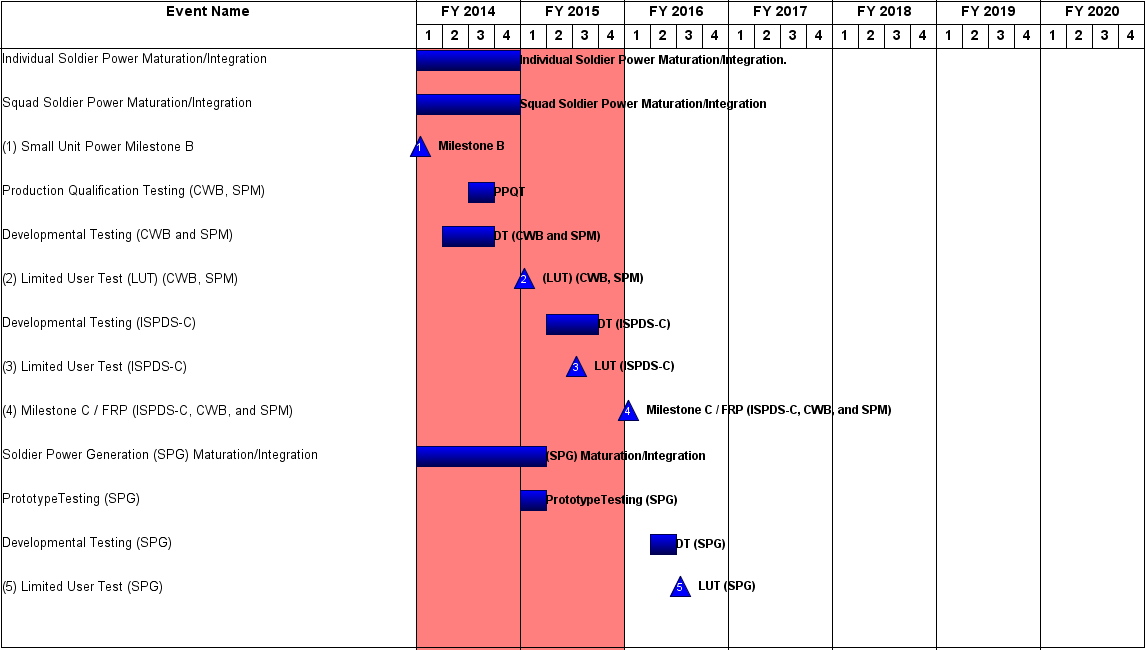 Event Name FY 2014 FY 2015 FY 2016 FY 2017 FY 2018 FY 2019 FY 2020
1 2 3 4 1 2 3 4 1 2 3 4 1 2 3 4 1 2 3 4 1 2 3 4 1 2 3 4
Individual Soldier Power Maturation/Integration Individual Soldier Power Maturation/Integration.
Squad Soldier Power Maturation/Integration Squad Soldier Power Maturation/Integration
(1) Small Unit Power Milestone B 1 Milestone B
Production Qualification Testing (CWB, SPM) PPQT
Developmental Testing (CWB and SPM) DT (CWB and SPM)
(2) Limited User Test (LUT) (CWB, SPM) 2 (LUT) (CWB, SPM)
Developmental Testing (ISPDS-C) DT (ISPDS-C)
(3) Limited User Test (ISPDS-C) 3 LUT (ISPDS-C)
(4) Milestone C / FRP (ISPDS-C, CWB, and SPM) 4 Milestone C / FRP (ISPDS-C, CWB, and SPM)
Soldier Power Generation (SPG) Maturation/Integration (SPG) Maturation/Integration
PrototypeTesting (SPG) PrototypeTesting (SPG)
Developmental Testing (SPG) DT (SPG)
(5) Limited User Test (SPG) 5 LUT (SPG)